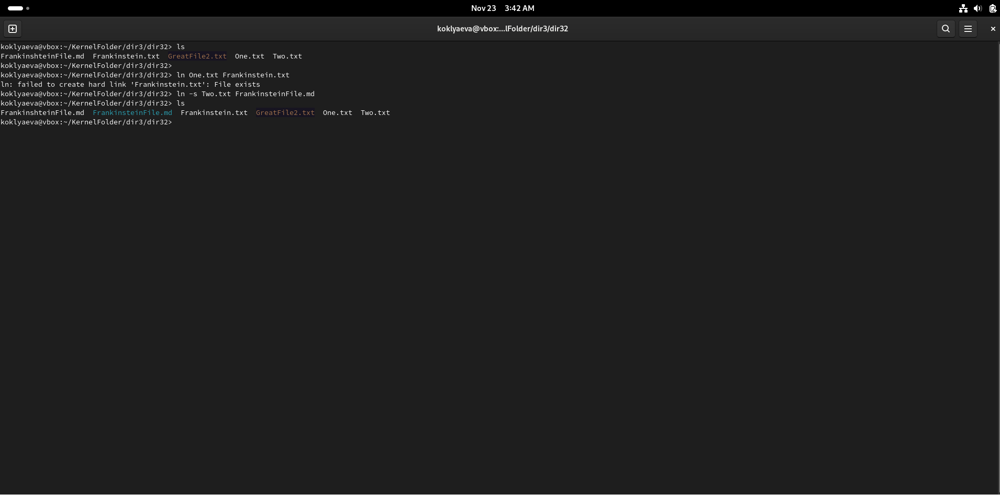 Nov 23 3:42 AM
koklyaeva@vbox:...lFolder/dir3/dir32
koklyaeva@vbox:~/KernelFolder/dir3/dir32> ls
FrankinshteinFile.md  Frankinstein.txt  GreatFile2.txt  One.txt  Two.txt
koklyaeva@vbox:~/KernelFolder/dir3/dir32>
koklyaeva@vbox:~/KernelFolder/dir3/dir32> ln One.txt Frankinstein.txt
ln: failed to create hard link 'Frankinstein.txt': File exists
koklyaeva@vbox:~/KernelFolder/dir3/dir32> ln -s Two.txt FrankinsteinFile.md
koklyaeva@vbox:~/KernelFolder/dir3/dir32> ls
FrankinshteinFile.md  FrankinsteinFile.md  Frankinstein.txt  GreatFile2.txt  One.txt  Two.txt
koklyaeva@vbox:~/KernelFolder/dir3/dir32>